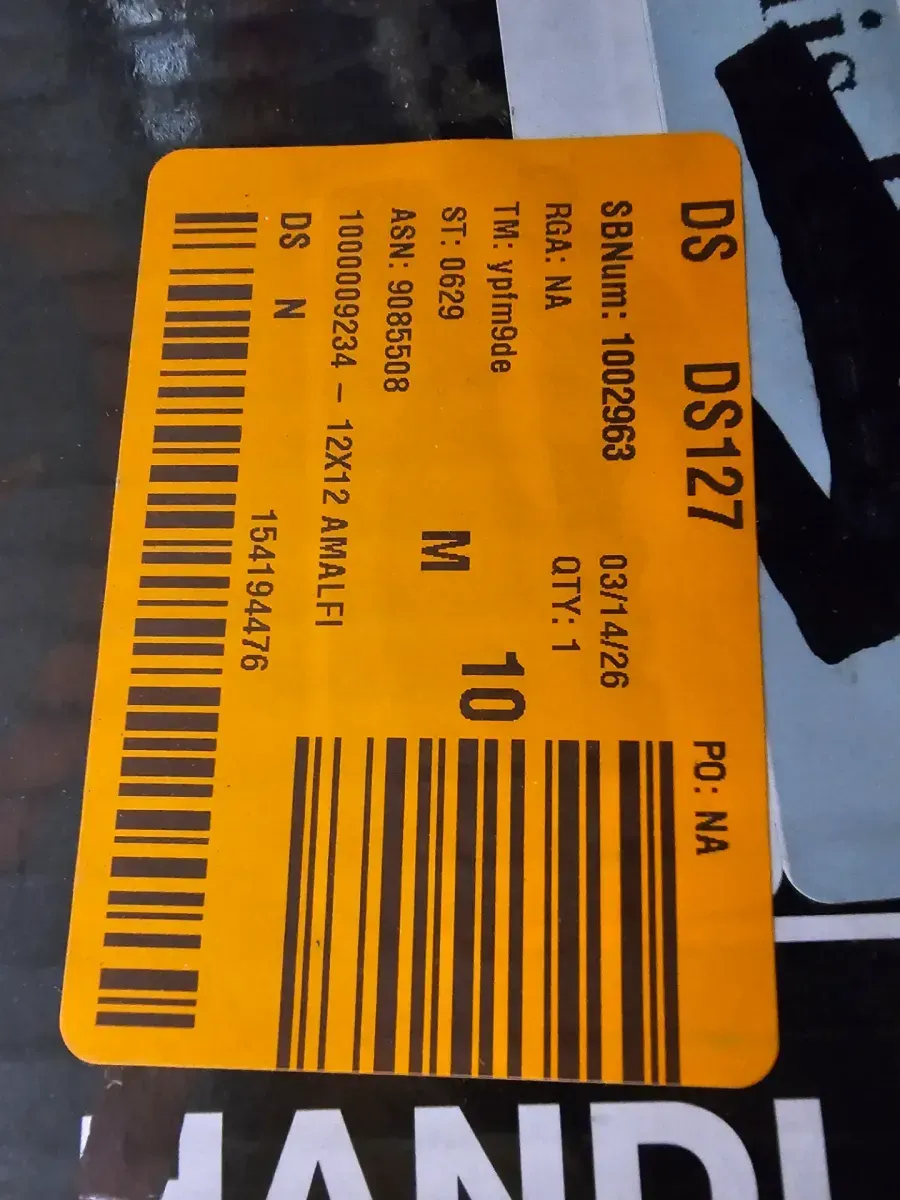 DS DS127 PO: NA
SBNum: 1002963 03/14/26
RGA: NA QTY: 1
TM: ypfm9de
10
ST: 0629 M
ASN: 9085508
1000009234 - 12X12 AMALFI
DS N
154194476